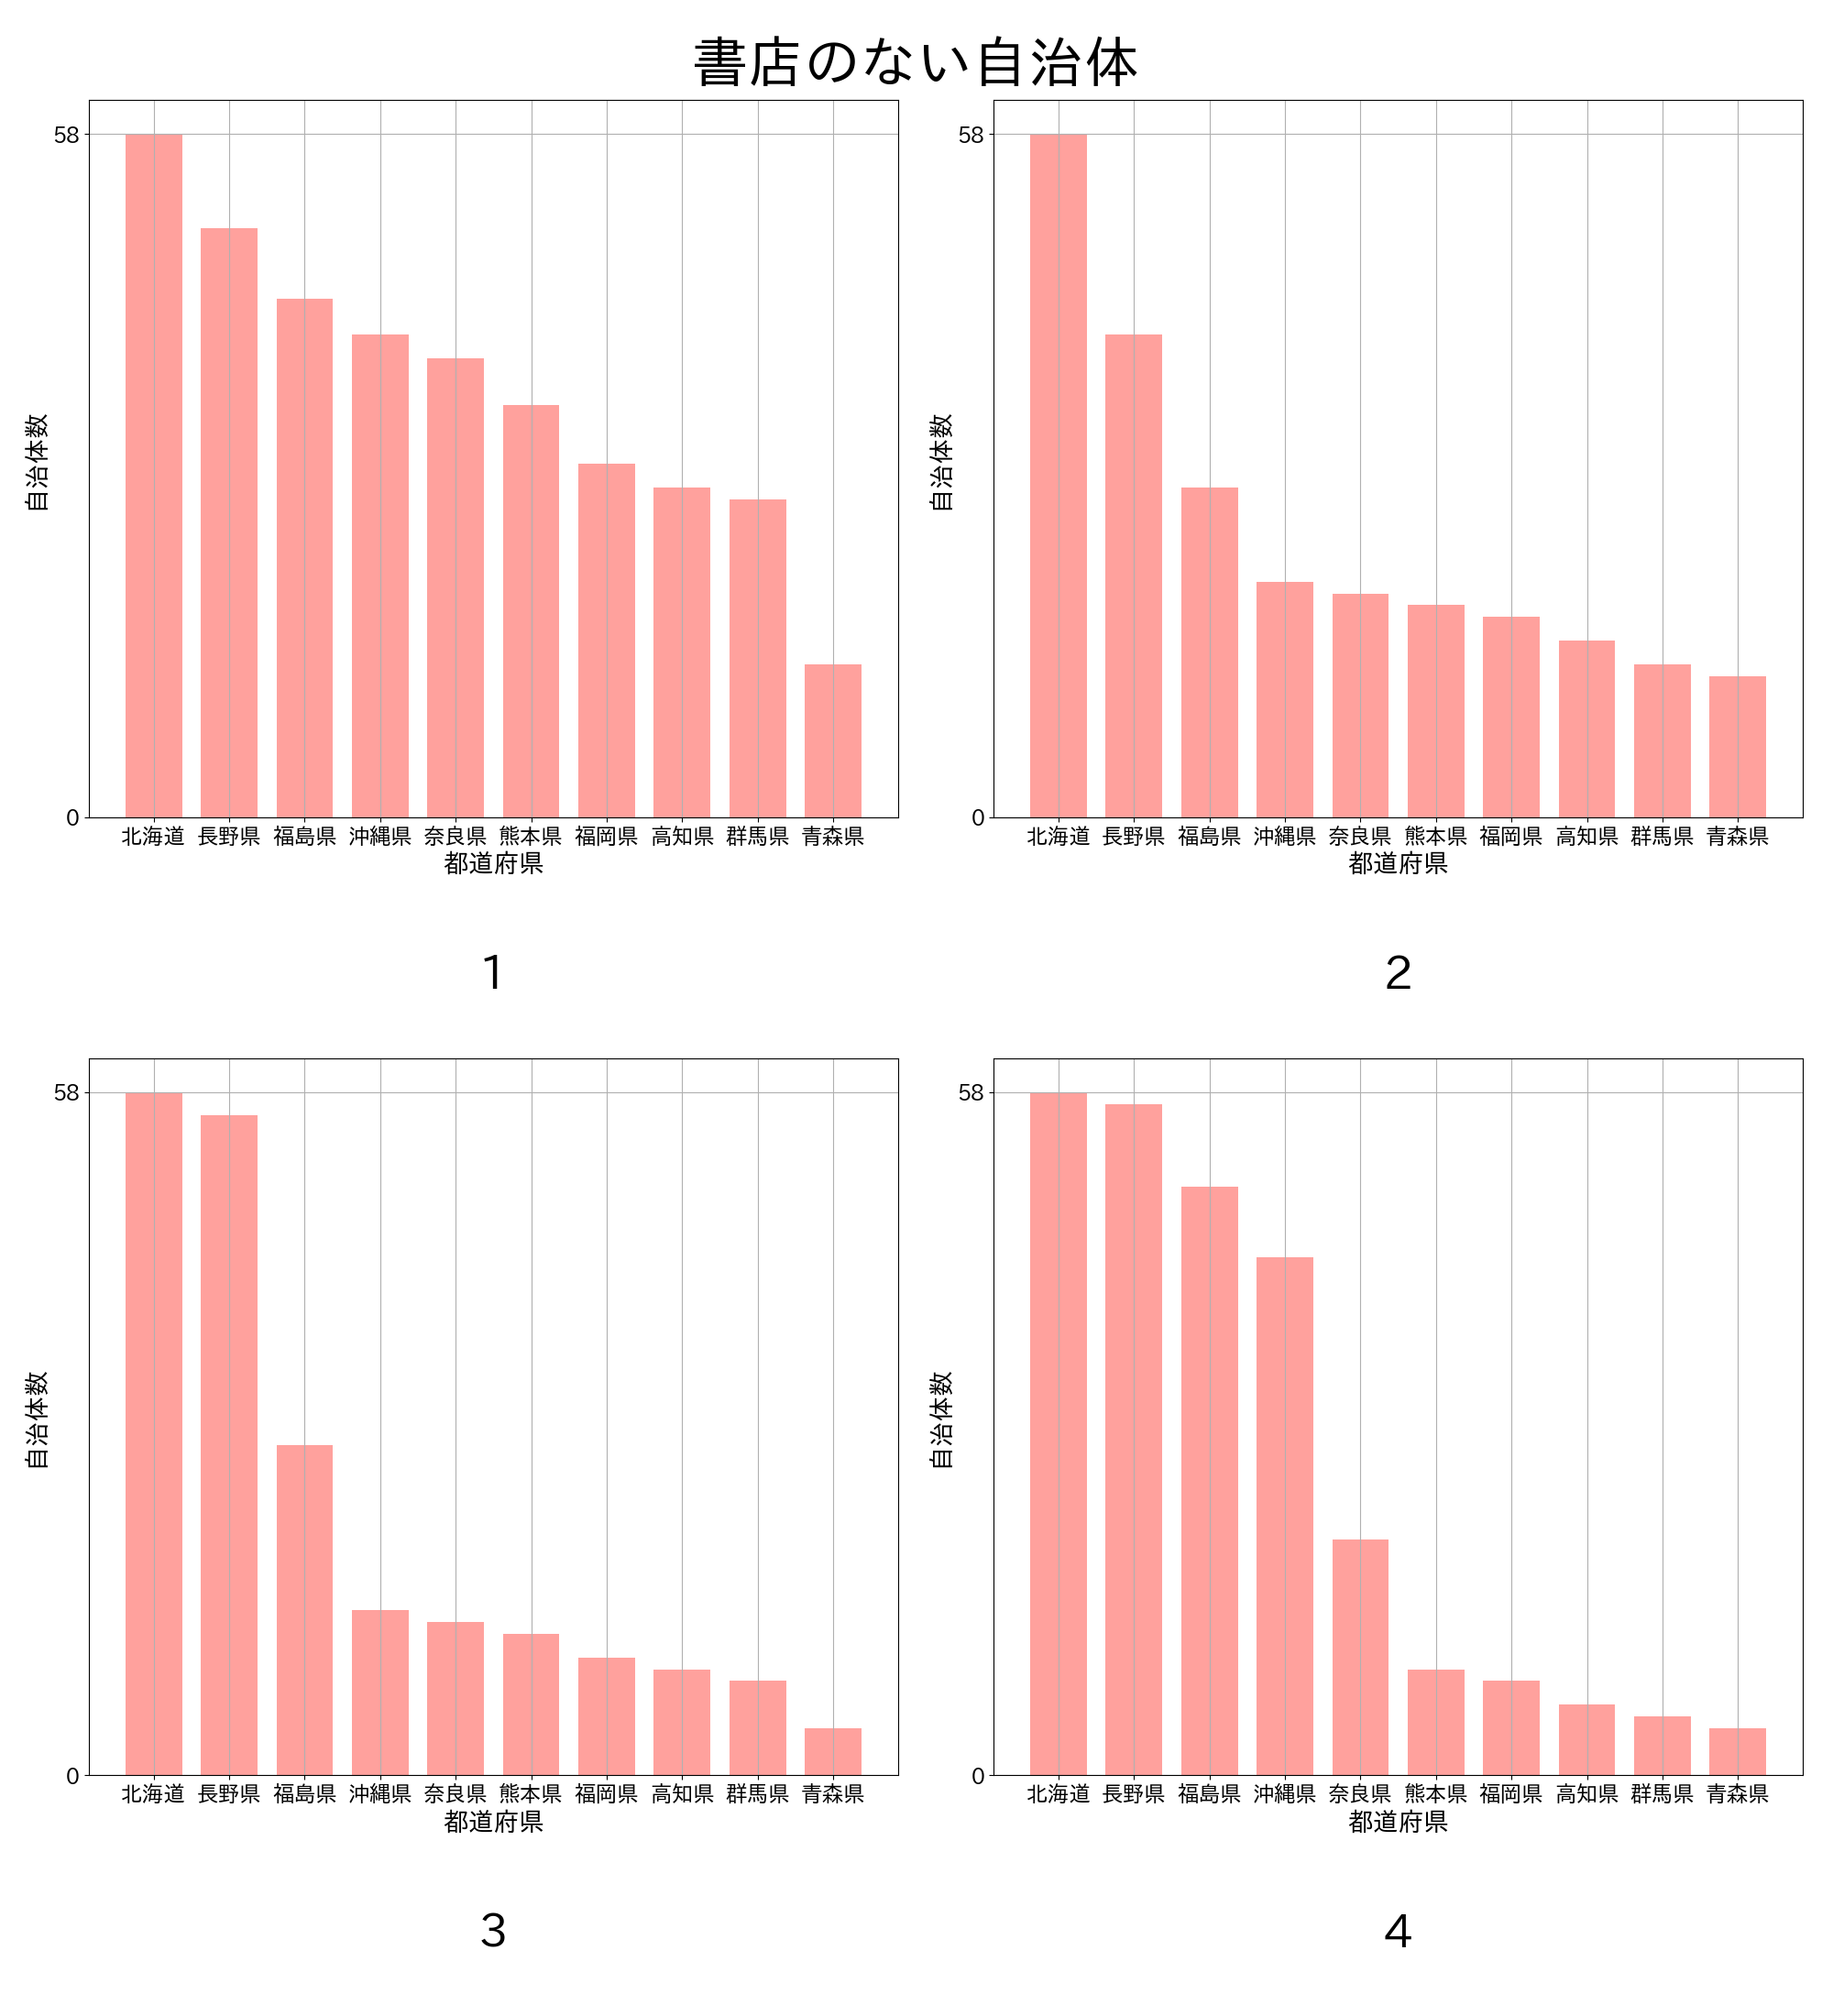 書店のない自治体
58
0
自治体数
北海道 長野県 福島県 沖縄県 奈良県 熊本県 福岡県 高知県 群馬県 青森県
都道府県
1
58
0
自治体数
北海道 長野県 福島県 沖縄県 奈良県 熊本県 福岡県 高知県 群馬県 青森県
都道府県
2
58
0
自治体数
北海道 長野県 福島県 沖縄県 奈良県 熊本県 福岡県 高知県 群馬県 青森県
都道府県
3
58
0
自治体数
北海道 長野県 福島県 沖縄県 奈良県 熊本県 福岡県 高知県 群馬県 青森県
都道府県
4